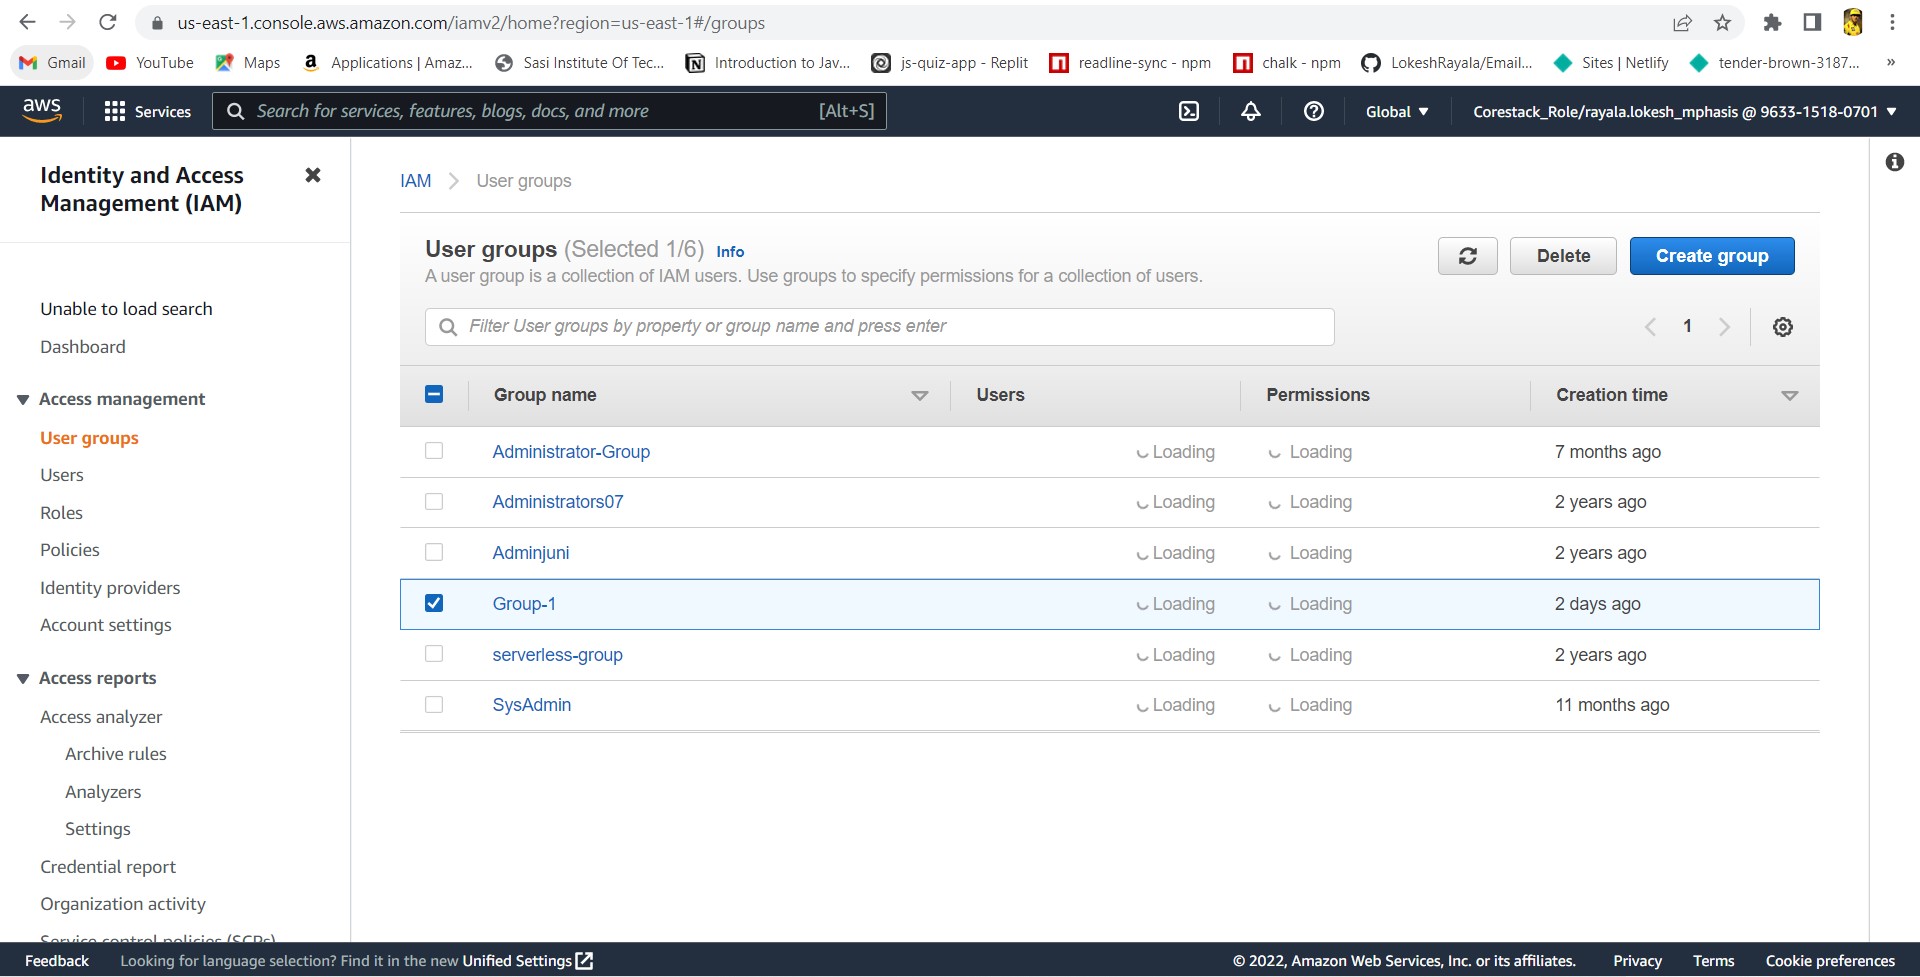 us-east-1.console.aws.amazon.com/iamv2/home?region=us-east-1#/groups
Gmail YouTube Maps Applications | Amaz... Sasi Institute Of Tec... Introduction to Jav... js-quiz-app - Replit readline-sync - npm chalk - npm LokeshRayala/Email... Sites | Netlify tender-brown-3187... »
aws Services Search for services, features, blogs, docs, and more [Alt+S] Global Corestack_Role/rayala.lokesh_mphasis @ 9633-1518-0701
Identity and Access
Management (IAM)
Unable to load search
Dashboard
Access management
User groups
Users
Roles
Policies
Identity providers
Account settings
Access reports
Access analyzer
Archive rules
Analyzers
Settings
Credential report
Organization activity
Service control policies (SCPs)
IAM User groups
User groups (Selected 1/6) Info
A user group is a collection of IAM users. Use groups to specify permissions for a collection of users.
Delete Create group
Filter User groups by property or group name and press enter
1
Group name Users Permissions Creation time
Administrator-Group Loading Loading 7 months ago
Administrators07 Loading Loading 2 years ago
Adminjuni Loading Loading 2 years ago
Group-1 Loading Loading 2 days ago
serverless-group Loading Loading 2 years ago
SysAdmin Loading Loading 11 months ago
Feedback Looking for language selection? Find it in the new Unified Settings © 2022, Amazon Web Services, Inc. or its affiliates. Privacy Terms Cookie preferences